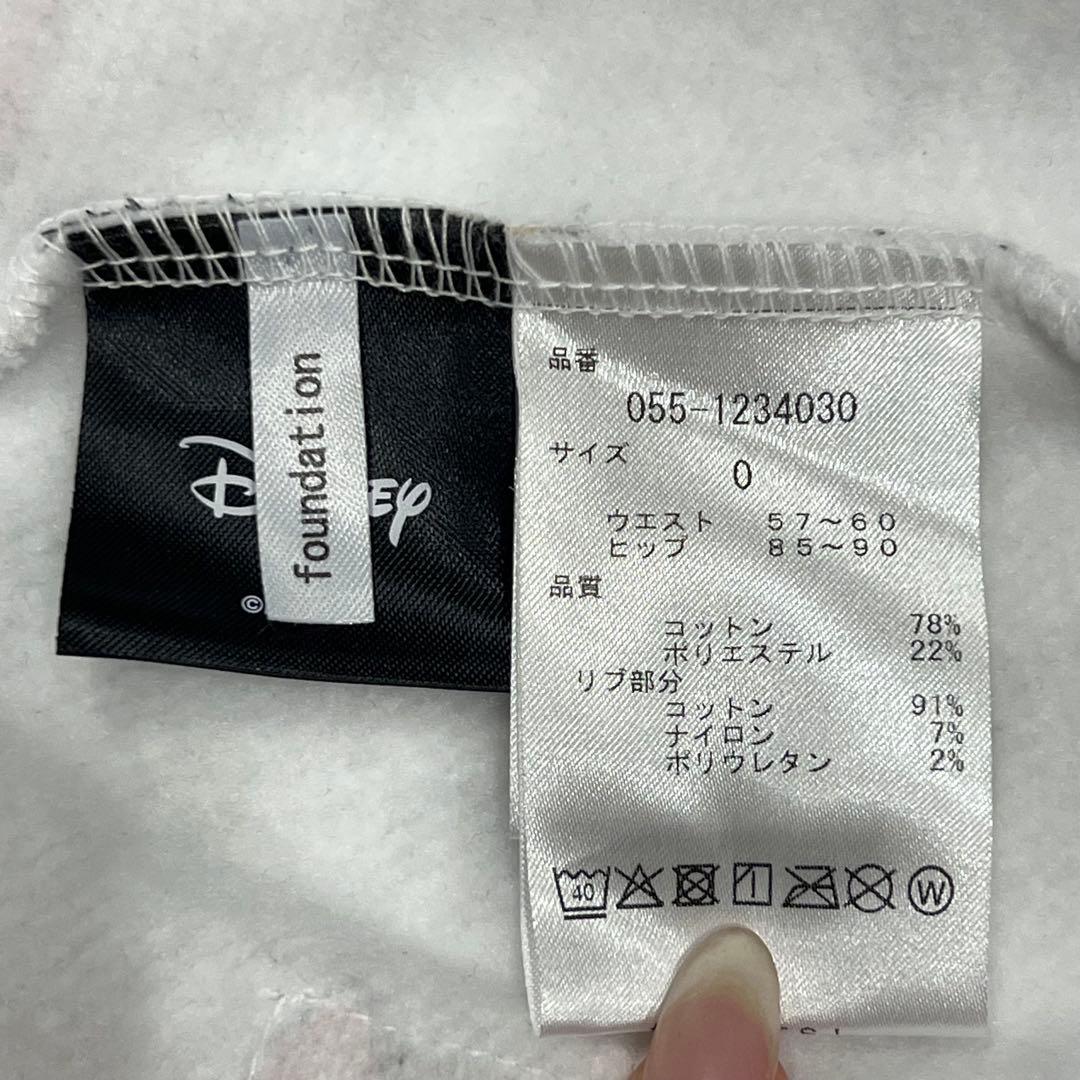 foundation
©
品番
055-1234030
サイズ
0
ウエスト 57～60
ヒップ 85～90
品質
コットン 78%
ポリエステル 22%
リブ部分
コットン 91%
ナイロン 7%
ポリウレタン 2%
40
W